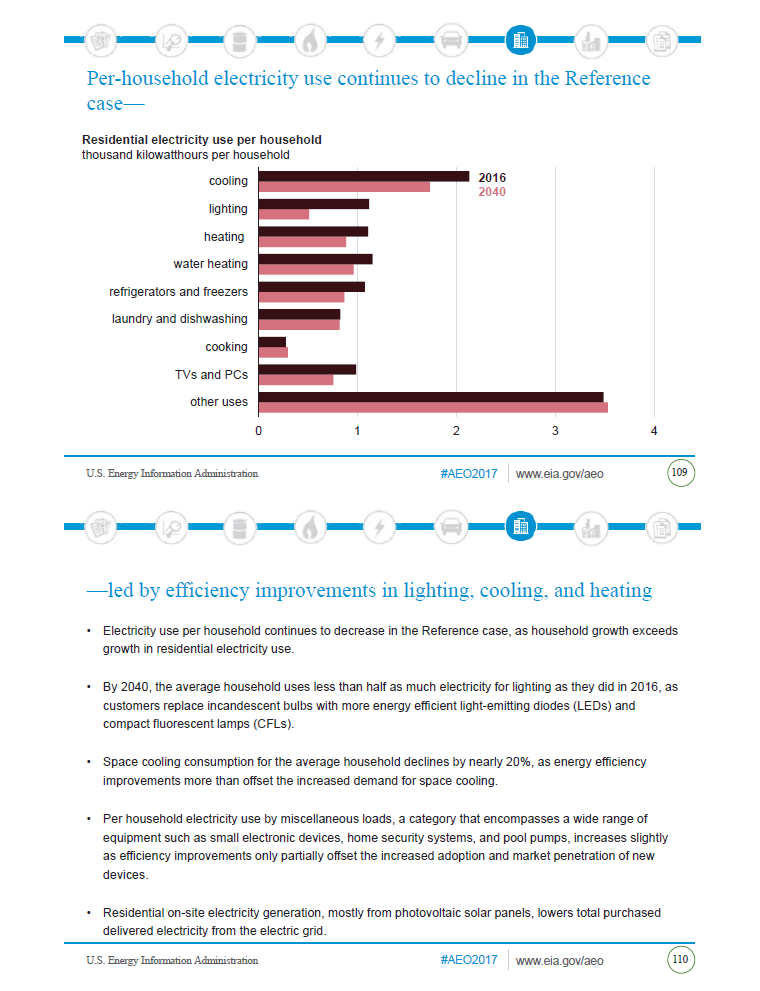 Per-household electricity use continues to decline in the Reference
case—
Residential electricity use per household
thousand kilowatthours per household
cooling
2016
2040
lighting
heating
water heating
refrigerators and freezers
laundry and dishwashing
cooking
TVs and PCs
other uses
0 1 2 3 4
U.S. Energy Information Administration #AEO2017 www.eia.gov/aeo 109
—led by efficiency improvements in lighting, cooling, and heating
• Electricity use per household continues to decrease in the Reference case, as household growth exceeds
growth in residential electricity use.
• By 2040, the average household uses less than half as much electricity for lighting as they did in 2016, as
customers replace incandescent bulbs with more energy efficient light-emitting diodes (LEDs) and
compact fluorescent lamps (CFLs).
• Space cooling consumption for the average household declines by nearly 20%, as energy efficiency
improvements more than offset the increased demand for space cooling.
• Per household electricity use by miscellaneous loads, a category that encompasses a wide range of
equipment such as small electronic devices, home security systems, and pool pumps, increases slightly
as efficiency improvements only partially offset the increased adoption and market penetration of new
devices.
• Residential on-site electricity generation, mostly from photovoltaic solar panels, lowers total purchased
delivered electricity from the electric grid.
U.S. Energy Information Administration #AEO2017 www.eia.gov/aeo 110